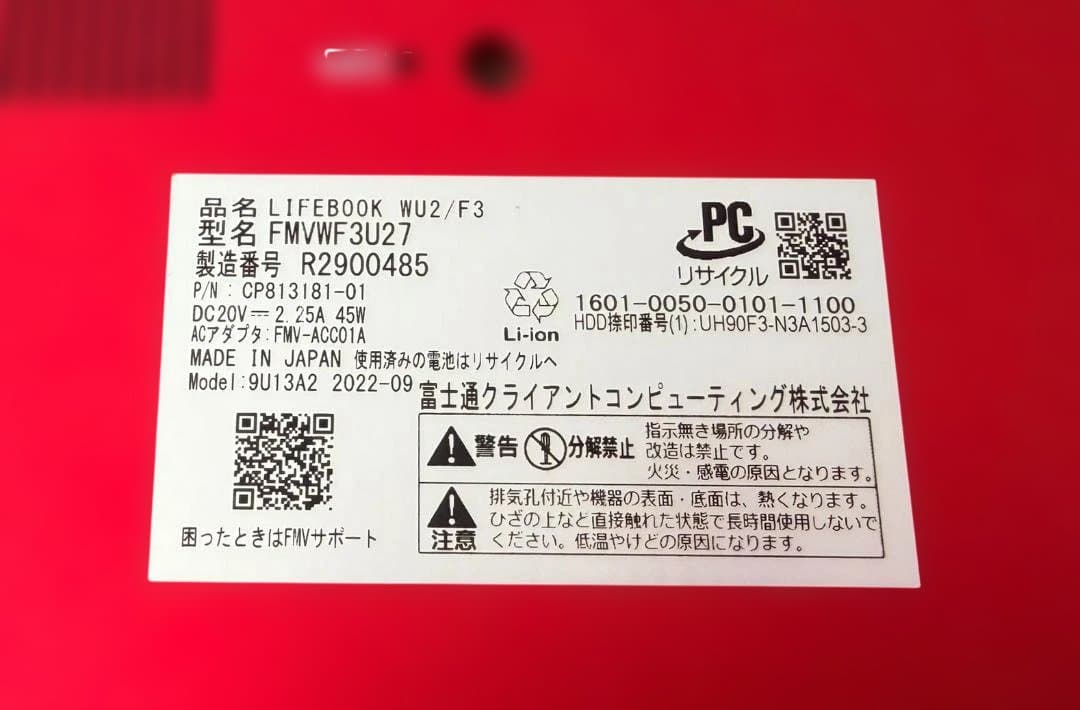 品名 LIFEBOOK WU2/F3
型名 FMVWF3U27
製造番号 R2900485
P/N : CP813181-01
DC20V⎓ 2.25A 45W
ACアダプタ:FMV-ACC01A
MADE IN JAPAN 使用済みの電池はリサイクルへ
Model:9U13A2 2022-09
Li-ion
PC
リサイクル
1601-0050-0101-1100
HDD捺印番号(1):UH90F3-N3A1503-3
富士通クライアントコンピューティング株式会社
困ったときはFMVサポート
警告 分解禁止
指示無き場所の分解や
改造は禁止です。
火災・感電の原因となります。
注意
排気孔付近や機器の表面・底面は、熱くなります。
ひざの上など直接触れた状態で長時間使用しないで
ください。低温やけどの原因になります。